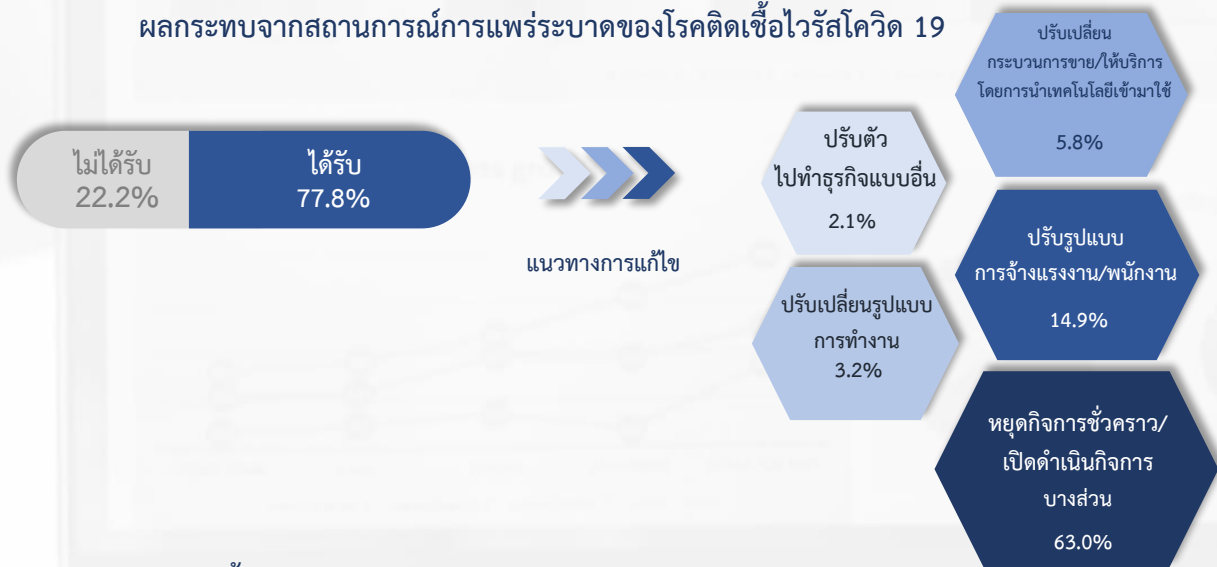 ผลกระทบจากสถานการณ์การแพร่ระบาดของโรคติดเชื้อไวรัสโควิด 19
ไม่ได้รับ
22.2%
ได้รับ
77.8%
แนวทางการแก้ไข
ปรับตัว
ไปทำธุรกิจแบบอื่น
2.1%
ปรับเปลี่ยนรูปแบบ
การทำงาน
3.2%
ปรับเปลี่ยน
กระบวนการขาย/ให้บริการ
โดยการนำเทคโนโลยีเข้ามาใช้
5.8%
ปรับรูปแบบ
การจ้างแรงงาน/พนักงาน
14.9%
หยุดกิจการชั่วคราว/
เปิดดำเนินกิจการ
บางส่วน
63.0%